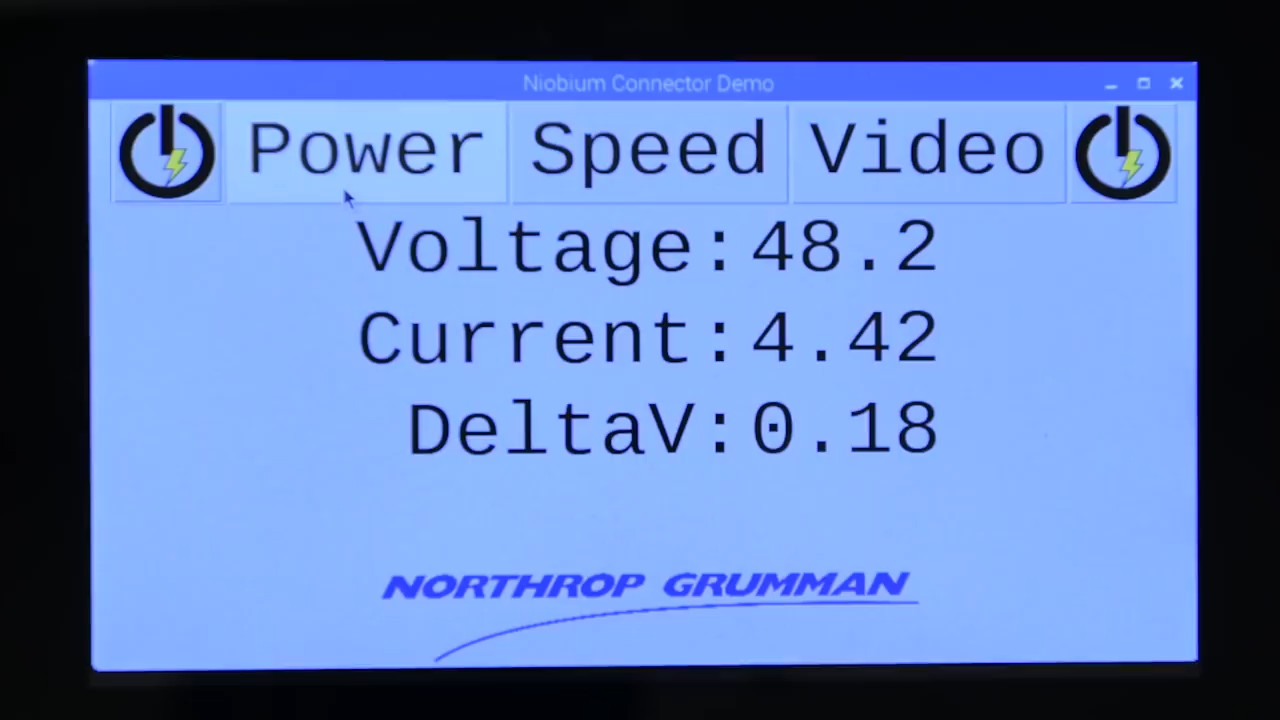 Niobium Connector Demo
Power Speed Video
Voltage:48.2
Current:4.42
DeltaV:0.18
NORTHROP GRUMMAN